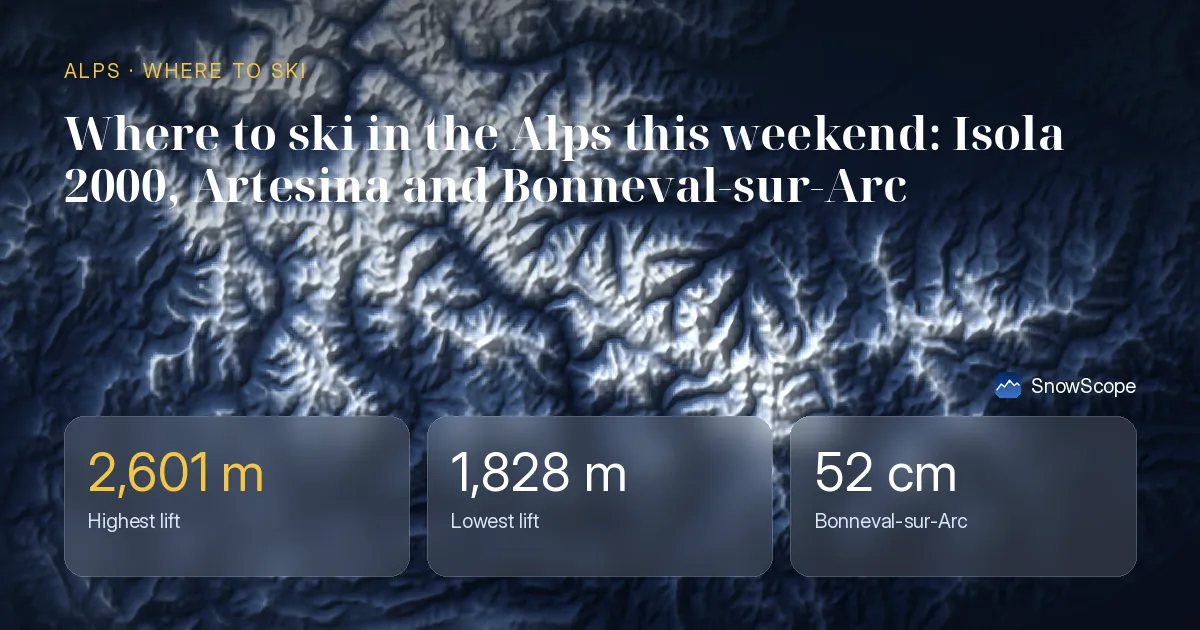 ALPS · WHERE TO SKI
Where to ski in the Alps this weekend: Isola
2000, Artesina and Bonneval-sur-Arc
SnowScope
2,601 m
Highest lift
1,828 m
Lowest lift
52 cm
Bonneval-sur-Arc